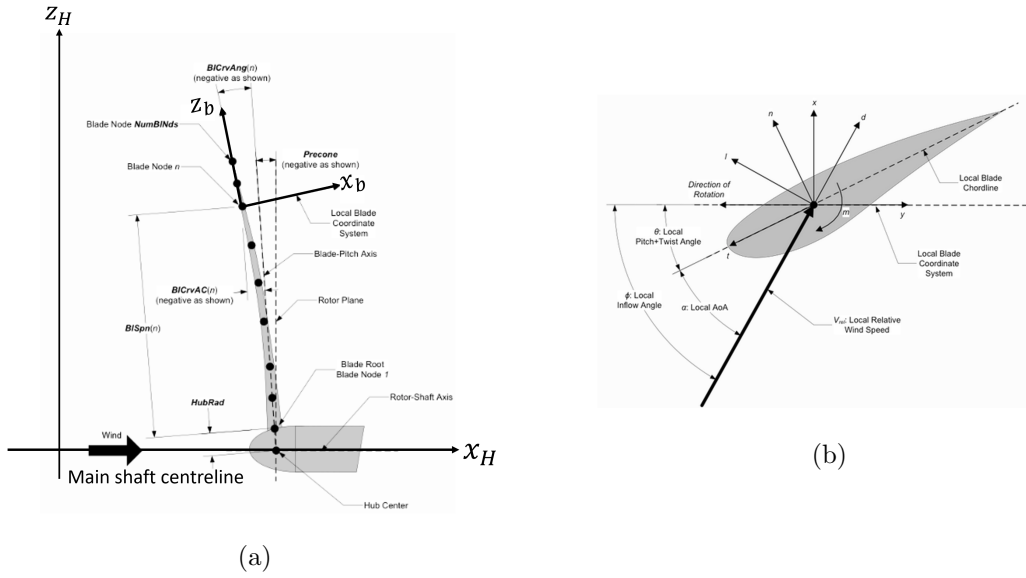 z_H
BlCrvAng(n)
(negative as shown)
z_b
Blade Node NumBlNds
Precone
(negative as shown)
Blade Node n
x_b
Local Blade
Coordinate
System
Blade-Pitch Axis
BlCrvAC(n)
(negative as shown)
Rotor Plane
BlSpn(n)
Blade Root
Blade Node 1
HubRad
Rotor-Shaft Axis
Wind
x_H
Main shaft centreline
Hub Center
(a)
x
n
d
l
Local Blade
Chordline
Direction of
Rotation
m
y
θ: Local
Pitch+Twist Angle
t
Local Blade
Coordinate
System
ϕ: Local
Inflow Angle
α: Local AoA
V_rel: Local Relative
Wind Speed
(b)